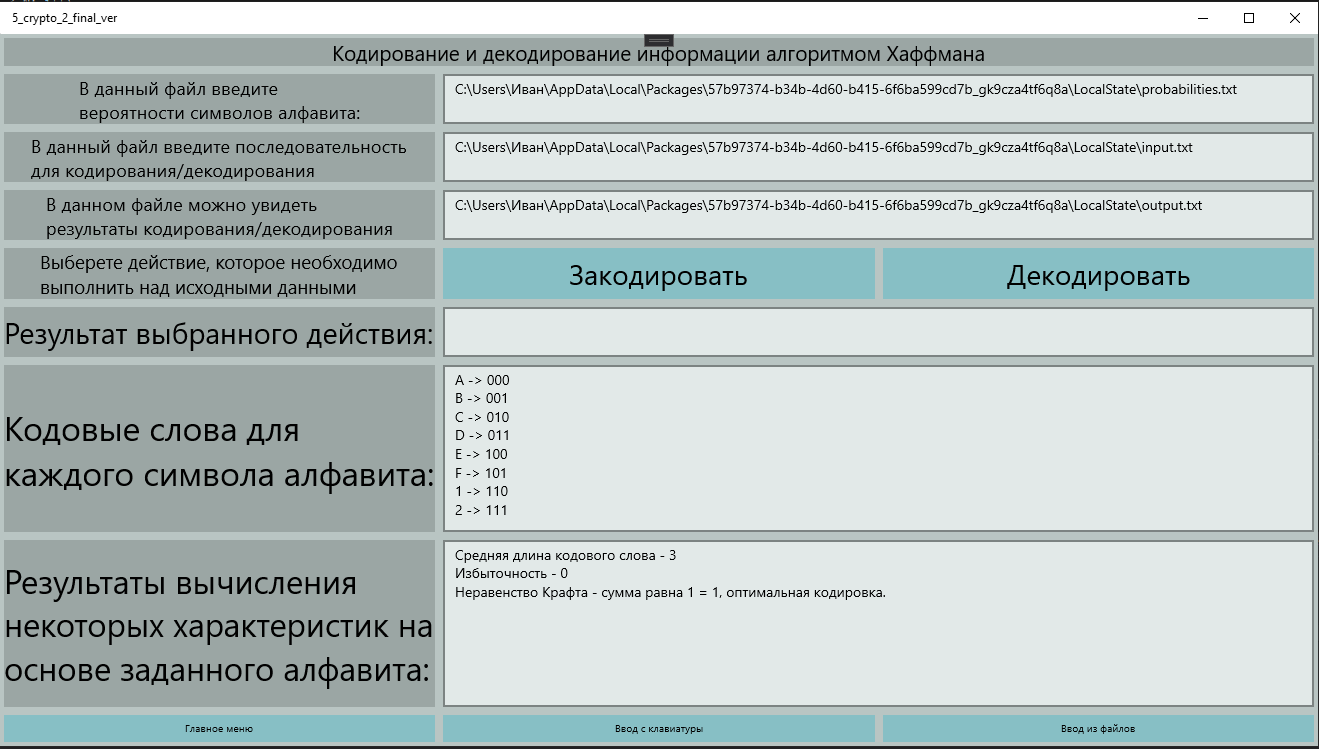 5_crypto_2_final_ver
Кодирование и декодирование информации алгоритмом Хаффмана
В данный файл введите
вероятности символов алфавита:
C:\Users\Иван\AppData\Local\Packages\57b97374-b34b-4d60-b415-6f6ba599cd7b_gk9cza4tf6q8a\LocalState\probabilities.txt
В данный файл введите последовательность
для кодирования/декодирования
C:\Users\Иван\AppData\Local\Packages\57b97374-b34b-4d60-b415-6f6ba599cd7b_gk9cza4tf6q8a\LocalState\input.txt
В данном файле можно увидеть
результаты кодирования/декодирования
C:\Users\Иван\AppData\Local\Packages\57b97374-b34b-4d60-b415-6f6ba599cd7b_gk9cza4tf6q8a\LocalState\output.txt
Выберете действие, которое необходимо
выполнить над исходными данными
Закодировать
Декодировать
Результат выбранного действия:
Кодовые слова для
каждого символа алфавита:
A -> 000
B -> 001
C -> 010
D -> 011
E -> 100
F -> 101
1 -> 110
2 -> 111
Результаты вычисления
некоторых характеристик на
основе заданного алфавита:
Средняя длина кодового слова - 3
Избыточность - 0
Неравенство Крафта - сумма равна 1 = 1, оптимальная кодировка.
Главное меню
Ввод с клавиатуры
Ввод из файлов